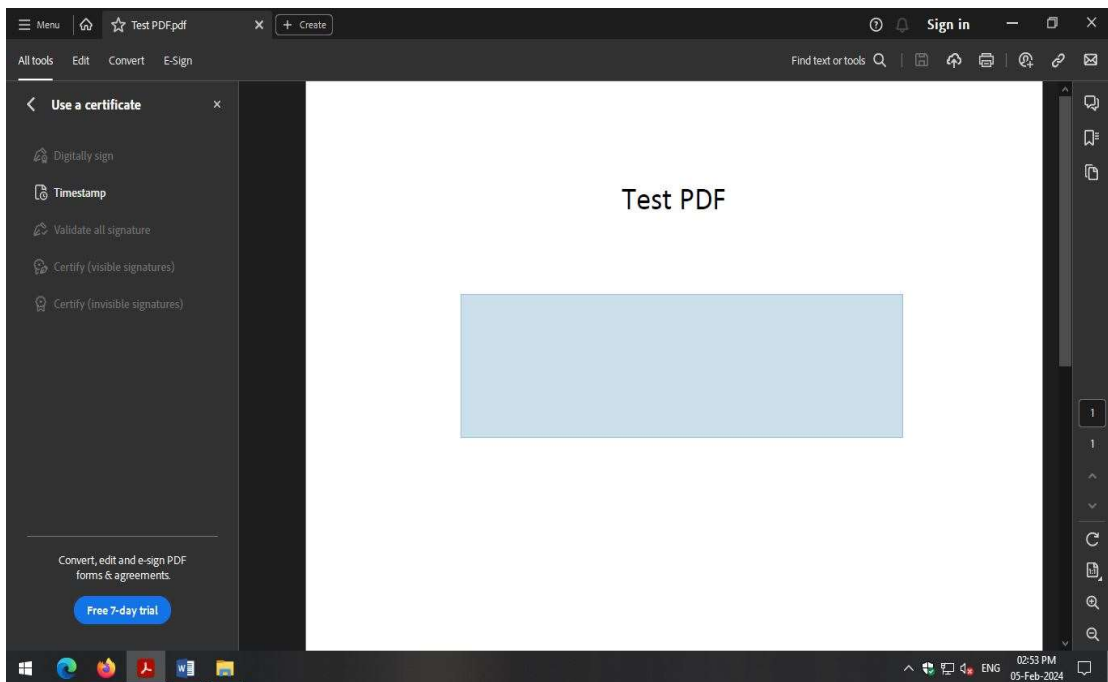 Menu Test PDF.pdf + Create Sign in
All tools Edit Convert E-Sign Find text or tools
Use a certificate
Digitally sign
Timestamp
Validate all signature
Certify (visible signatures)
Certify (invisible signatures)
Test PDF
1
1
Convert, edit and e-sign PDF
forms & agreements.
Free 7-day trial
ENG 02:53 PM
05-Feb-2024